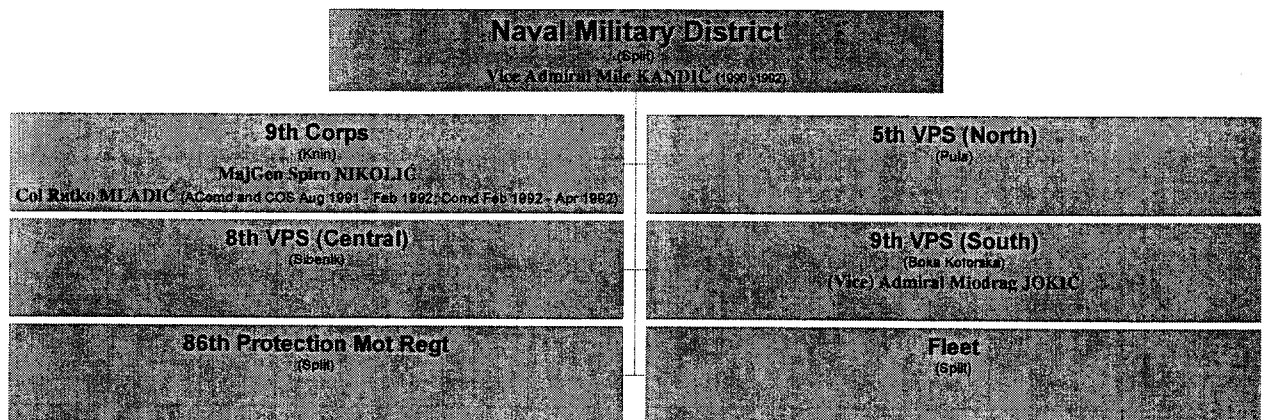 Naval Military District
(Split)
Vice Admiral Mile KANDIĆ (1990 -1992)
9th Corps
(Knin)
MajGen Spiro NIKOLIĆ
Col Ratko MLADIĆ (AComd and COS Aug 1991 - Feb 1992; Comd Feb 1992 - Apr 1992)
5th VPS (North)
(Pula)
8th VPS (Central)
(Sibenik)
9th VPS (South)
(Boka Kotorska)
(Vice) Admiral Miodrag JOKIĆ
86th Protection Mot Regt
(Split)
Fleet
(Split)